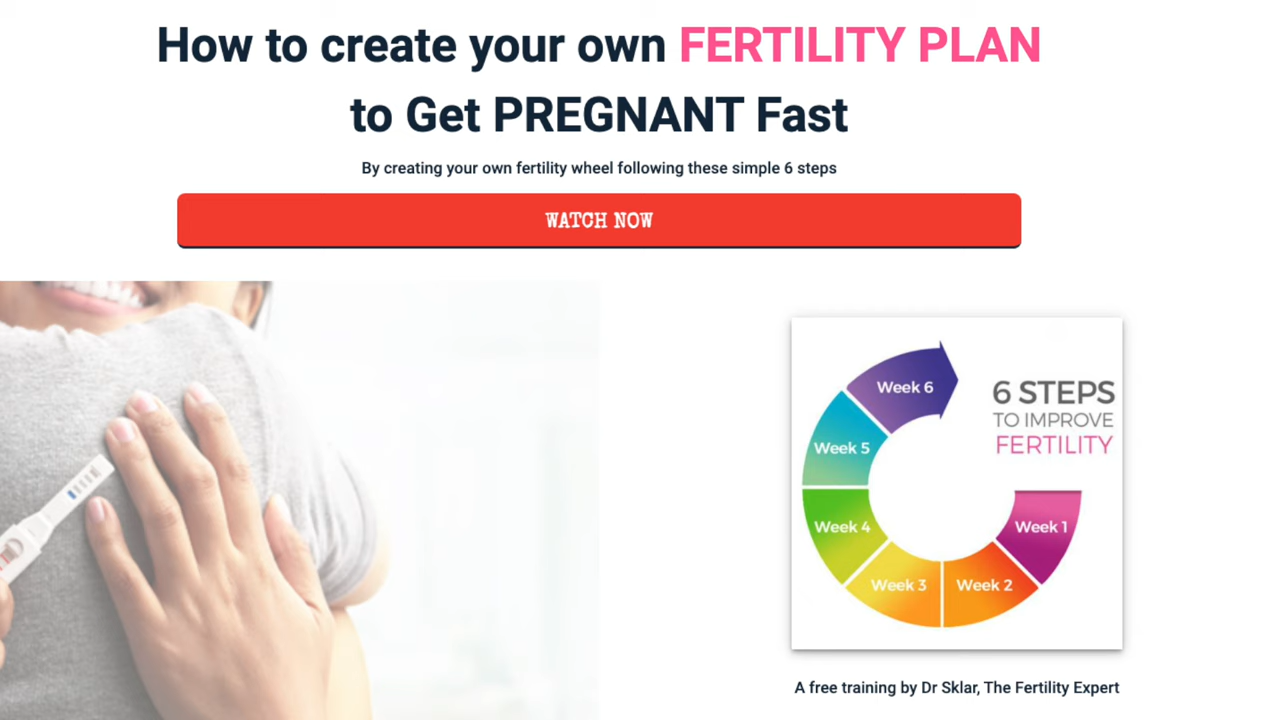 How to create your own FERTILITY PLAN
to Get PREGNANT Fast
By creating your own fertility wheel following these simple 6 steps
WATCH NOW
6 STEPS
TO IMPROVE
FERTILITY
Week 6
Week 5
Week 4
Week 3
Week 2
Week 1
A free training by Dr Sklar, The Fertility Expert